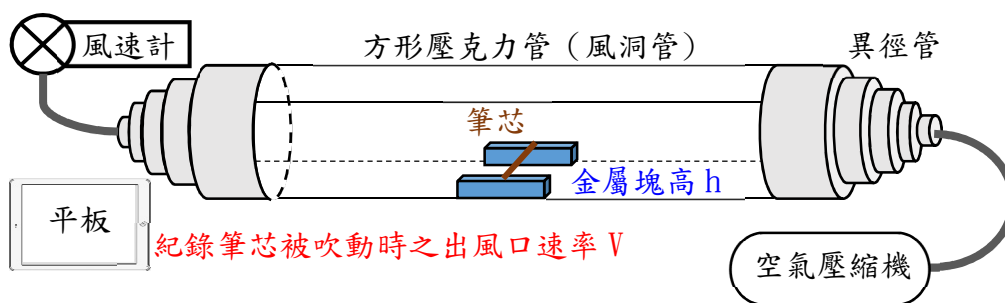 風速計
方形壓克力管（風洞管）
異徑管
筆芯
金屬塊高 h
平板
紀錄筆芯被吹動時之出風口速率 V
空氣壓縮機